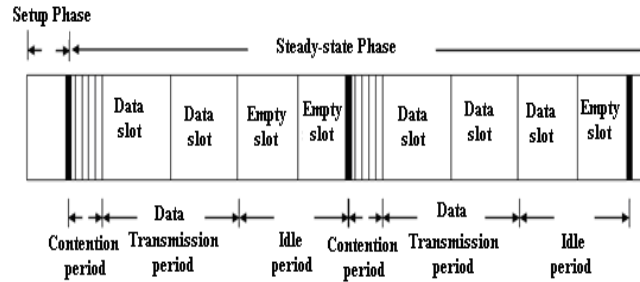 Setup Phase
Steady-state Phase
Data slot
Data slot
Empty slot
Empty slot
Data slot
Data slot
Data slot
Empty slot
Contention period
Data Transmission period
Idle period
Contention period
Data Transmission period
Idle period